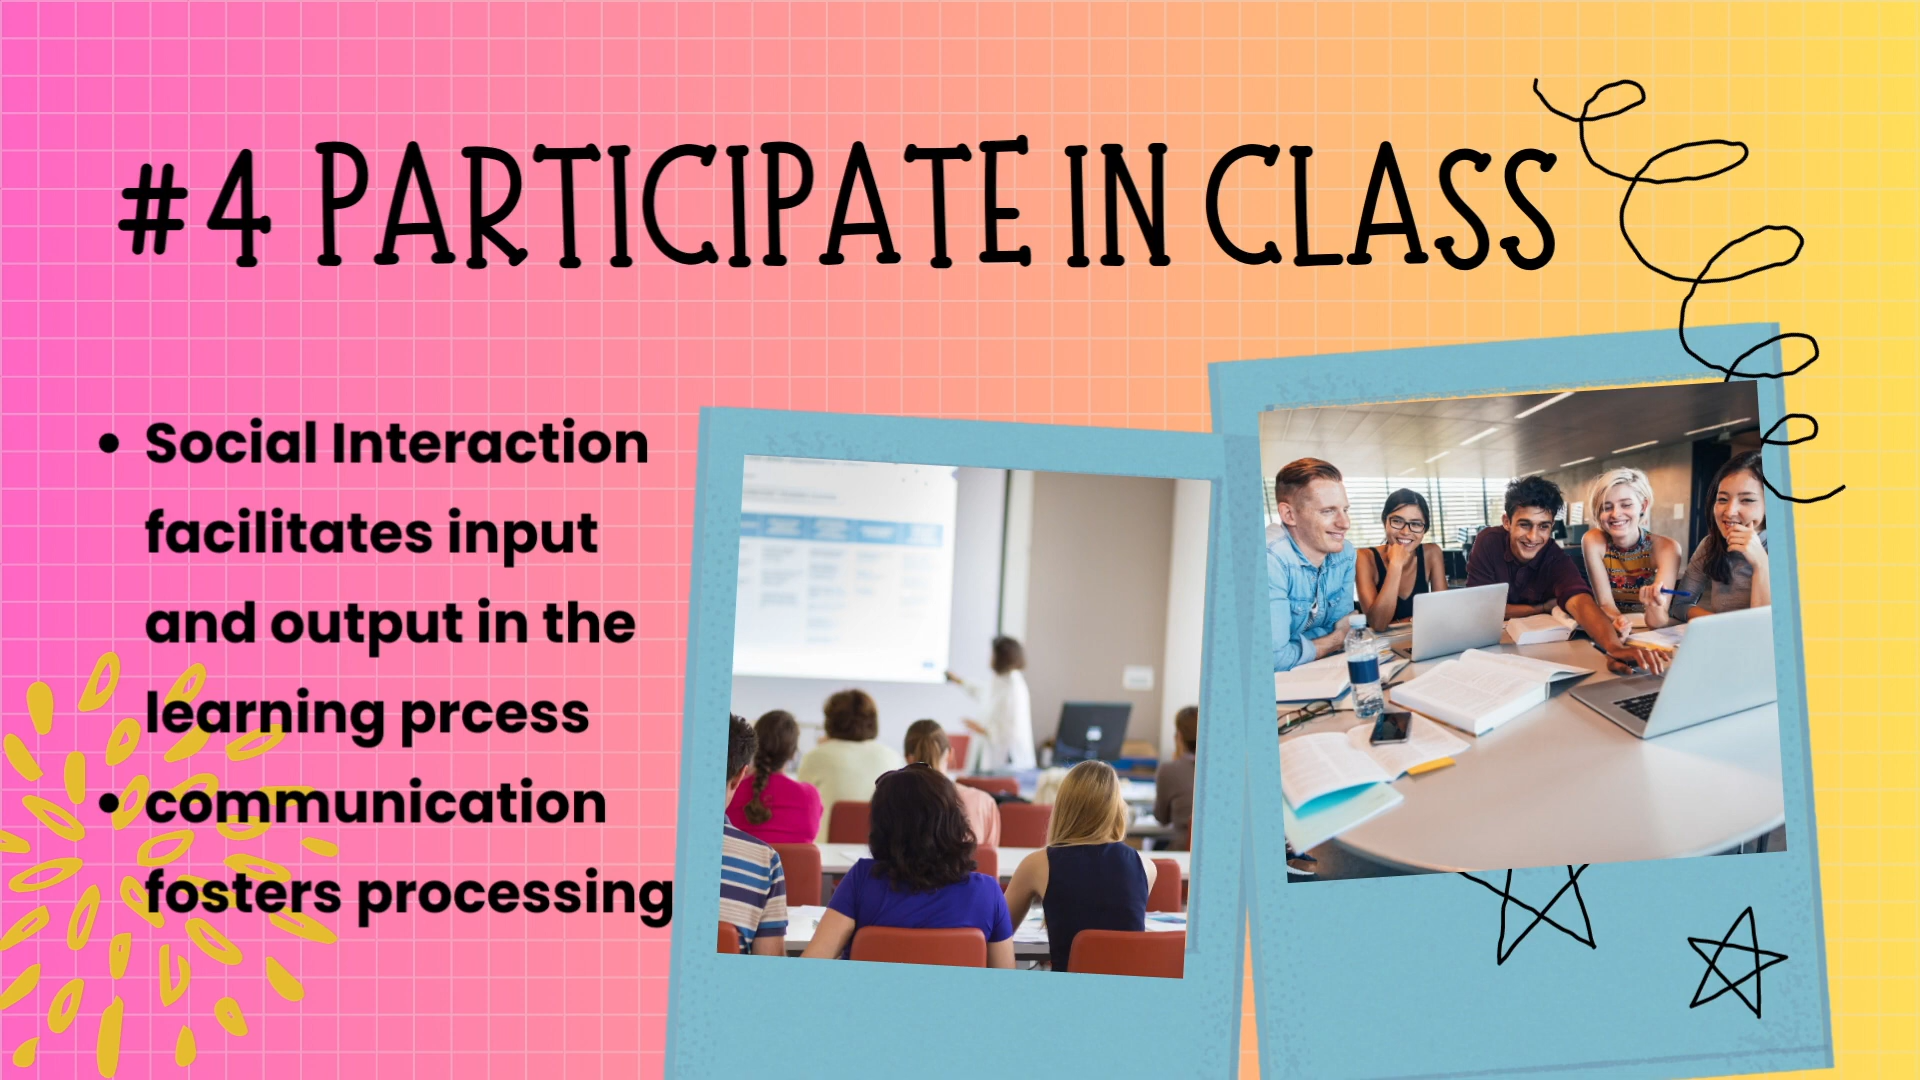 #4 PARTICIPATE IN CLASS
• Social Interaction
facilitates input
and output in the
learning prcess
• communication
fosters processing